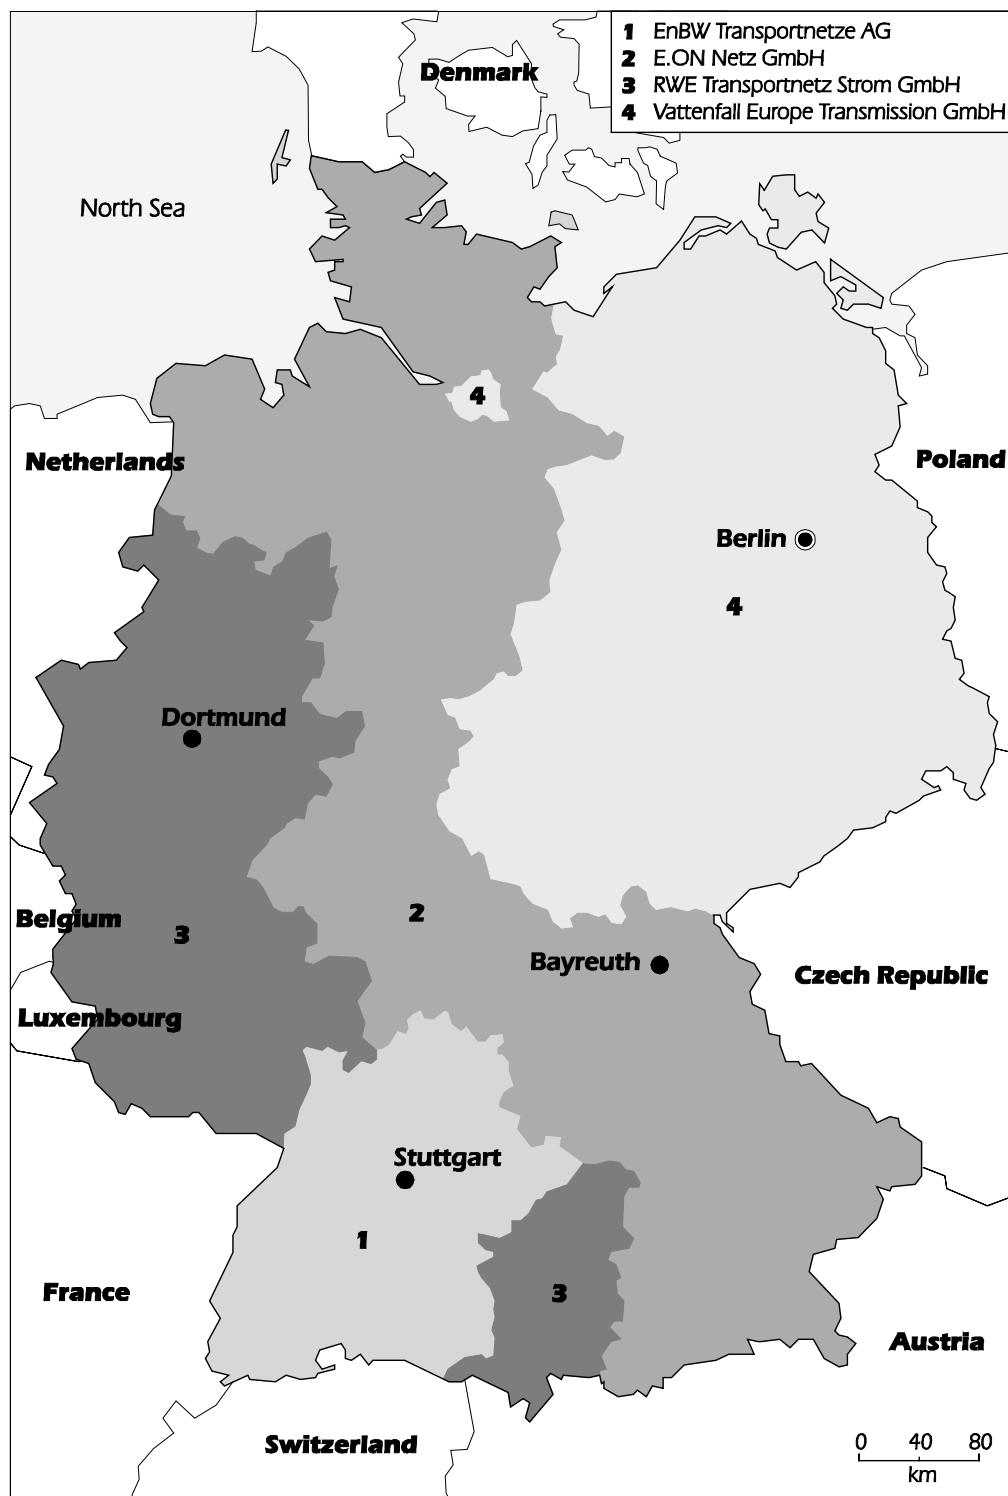 1 EnBW Transportnetze AG
2 E.ON Netz GmbH
3 RWE Transportnetz Strom GmbH
4 Vattenfall Europe Transmission GmbH
Denmark
North Sea
4
Netherlands
Poland
Berlin
4
Dortmund
2
Belgium
3
Bayreuth
Czech Republic
Luxembourg
Stuttgart
1
France
3
Austria
Switzerland
0 40 80
km